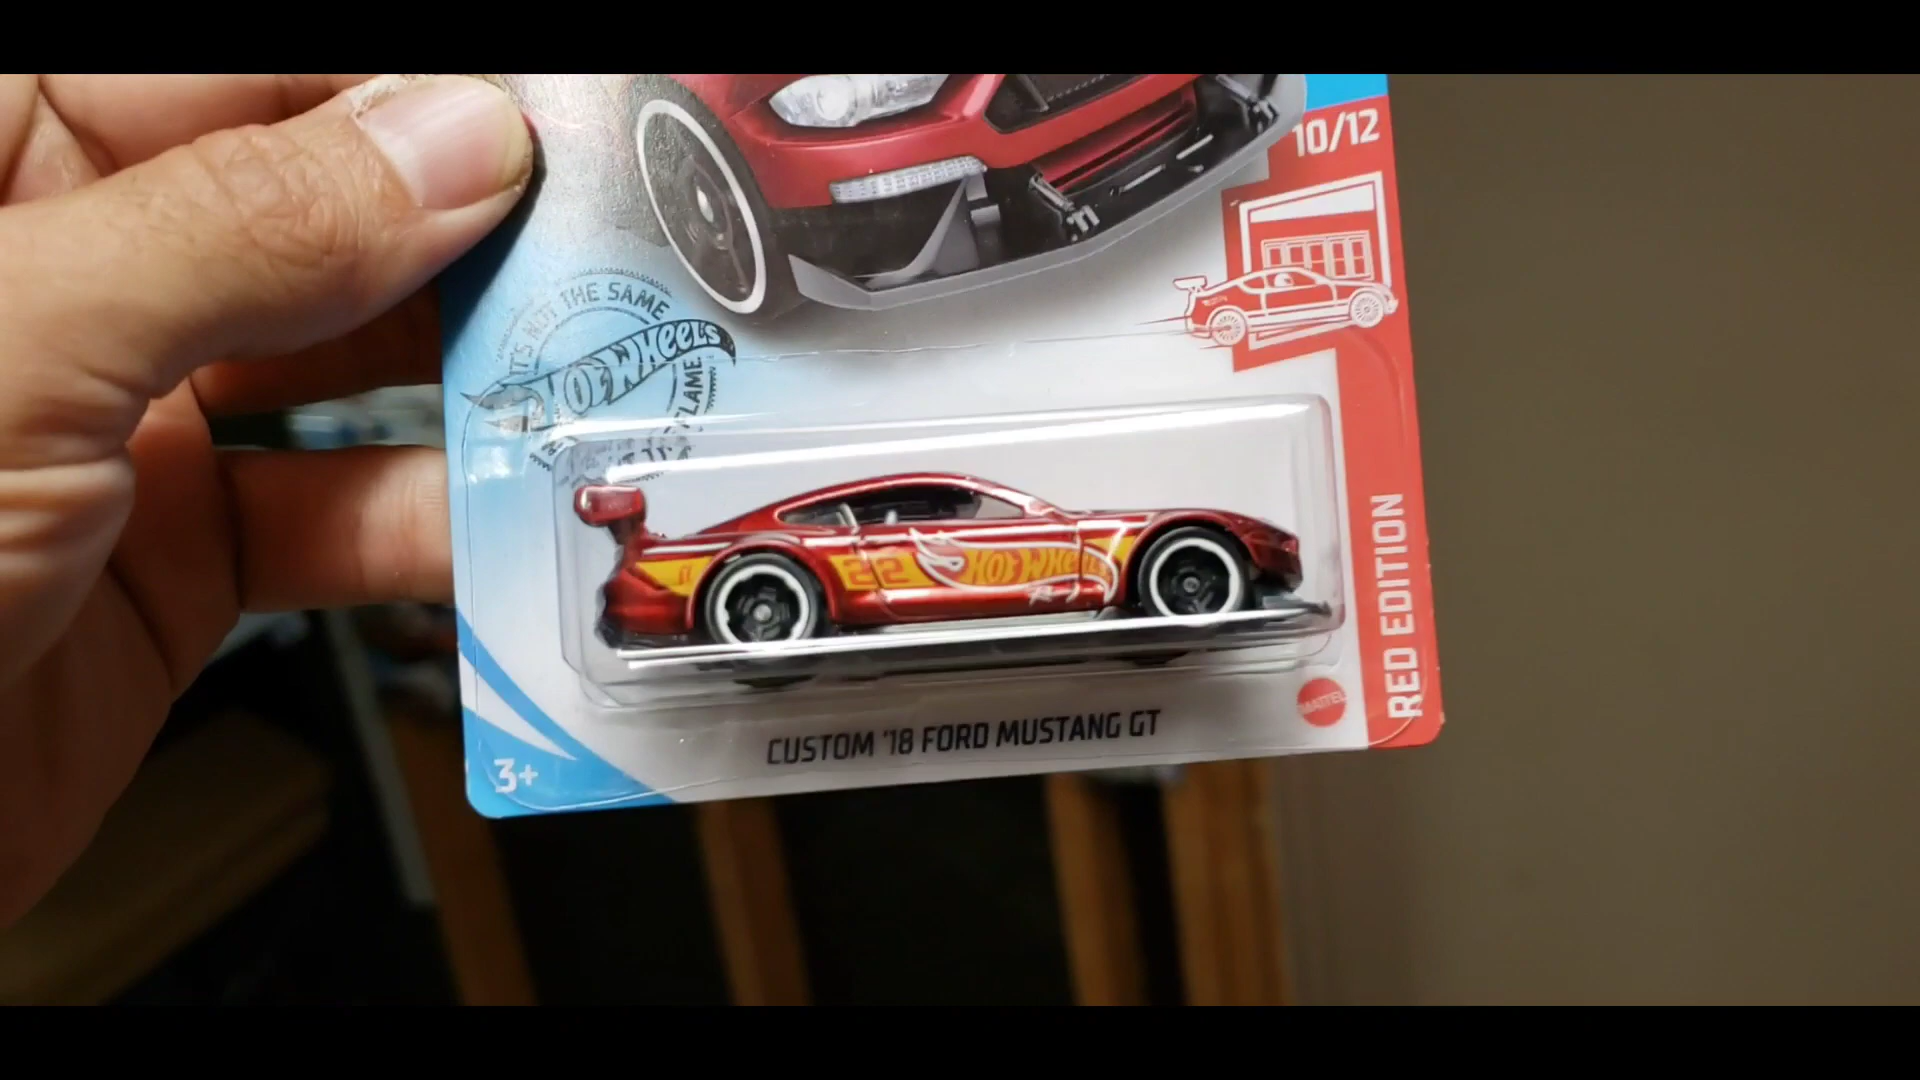 10/12
IT'S NOT THE SAME
HOT WHEELS
FLAME.
22
HOT WHEELS
RED EDITION
MATTEL
CUSTOM '18 FORD MUSTANG GT
3+